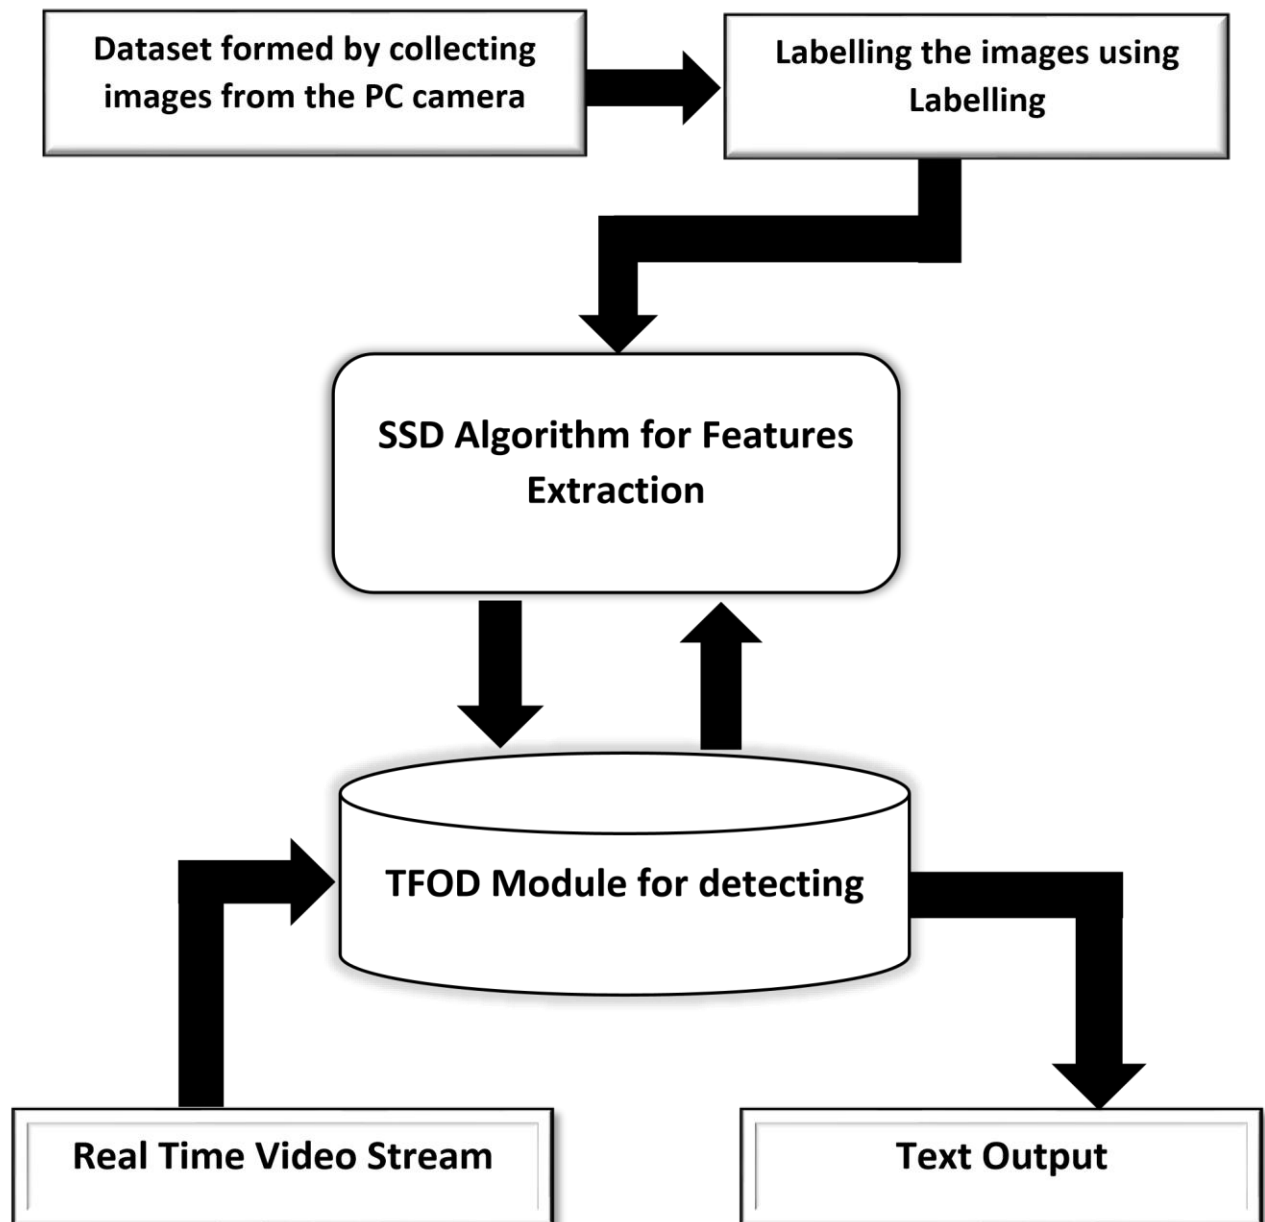 Dataset formed by collecting
images from the PC camera
Labelling the images using
Labelling
SSD Algorithm for Features
Extraction
TFOD Module for detecting
Real Time Video Stream
Text Output